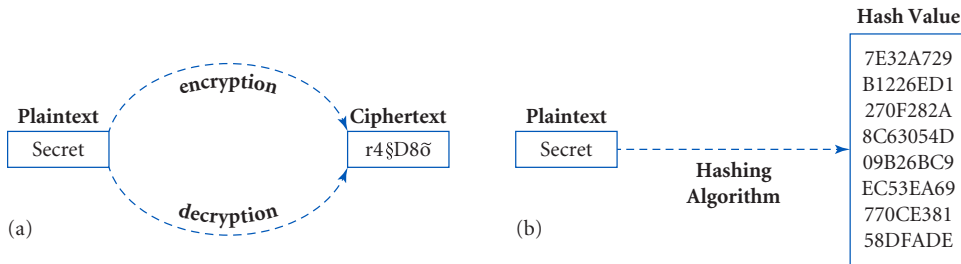 encryption
Plaintext
Secret
Ciphertext
r4§D8õ
decryption
(a)
Plaintext
Secret
Hashing
Algorithm
Hash Value
7E32A729
B1226ED1
270F282A
8C63054D
09B26BC9
EC53EA69
770CE381
58DFADE
(b)